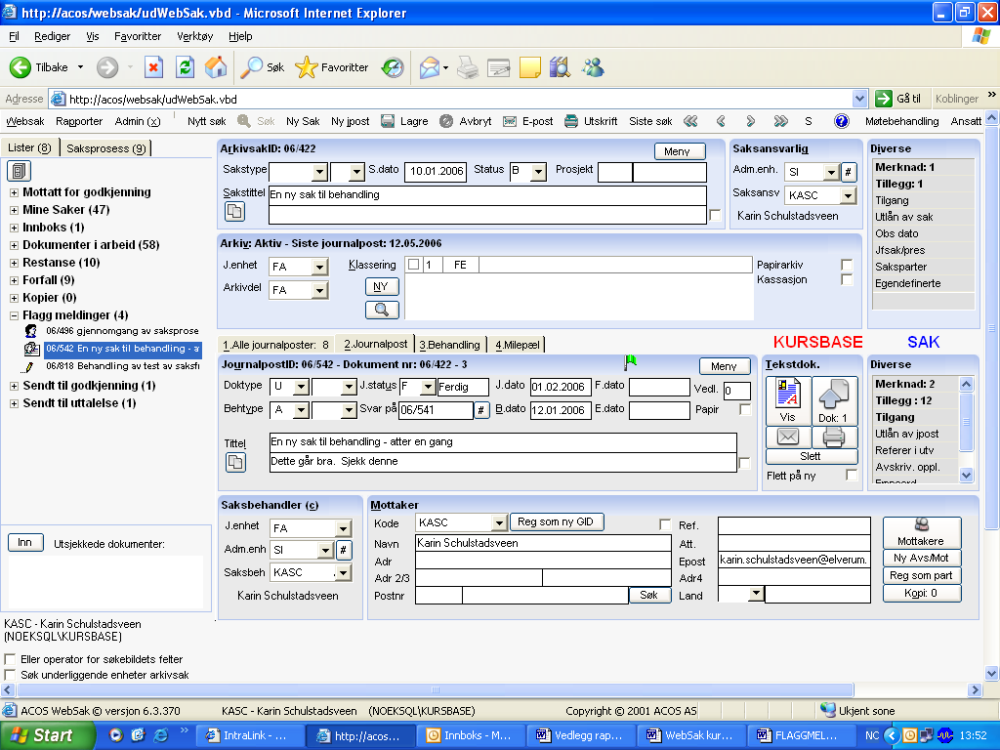 http://acos/websak/udWebSak.vbd - Microsoft Internet Explorer
Fil Rediger Vis Favoritter Verktøy Hjelp
Tilbake Søk Favoritter
Adresse http://acos/websak/udWebSak.vbd Gå til Koblinger »
Websak Rapporter Admin (x) Nytt søk Søk Ny Sak Ny jpost Lagre Avbryt E-post Utskrift Siste søk S Møtebehandling Ansatt
Lister (8) Saksprosess (9)
Mottatt for godkjenning
Mine Saker (47)
Innboks (1)
Dokumenter i arbeid (58)
Restanse (10)
Forfall (9)
Kopier (0)
Flagg meldinger (4)
06/496 gjennomgang av saksprose
06/542 En ny sak til behandling - a
06/818 Behandling av test av saksfr
Sendt til godkjenning (1)
Sendt til uttalelse (1)
Inn Utsjekkede dokumenter:
KASC - Karin Schulstadsveen
(NOEKSQL\KURSBASE)
Eller operator for søkebildets felter
Søk underliggende enheter arkivsak
ArkivsakID: 06/422 Meny
Sakstype S.dato 10.01.2006 Status B Prosjekt
Sakstittel En ny sak til behandling
Saksansvarlig
Adm.enh. SI #
Saksansv KASC
Karin Schulstadsveen
Diverse
Merknad: 1
Tillegg: 1
Tilgang
Utlån av sak
Obs dato
Jfsak/pres
Saksparter
Egendefinerte
Arkiv: Aktiv - Siste journalpost: 12.05.2006
J.enhet FA Klassering 1 FE Papirarkiv
Arkivdel FA NY Kassasjon
1.Alle journalposter: 8 2.Journalpost 3.Behandling 4.Milepæl KURSBASE SAK
JournalpostID: 06/542 - Dokument nr: 06/422 - 3 Meny
Doktype U J.status F Ferdig J.dato 01.02.2006 F.dato Vedl. 0
Behtype A Svar på 06/541 # B.dato 12.01.2006 E.dato Papir
Tittel En ny sak til behandling - atter en gang
Dette går bra. Sjekk denne
Tekstdok.
Vis Dok: 1
Slett
Flett på ny
Diverse
Merknad: 2
Tillegg : 12
Tilgang
Utlån av jpost
Referer i utv
Avskriv. oppl.
Saksbehandler (c)
J.enhet FA
Adm.enh SI #
Saksbeh KASC
Karin Schulstadsveen
Mottaker
Kode KASC Reg som ny GID Ref.
Navn Karin Schulstadsveen Att.
Adr Epost karin.schulstadsveen@elverum.
Adr 2/3 Adr4
Postnr Søk Land
Mottakere
Ny Avs/Mot
Reg som part
Kopi: 0
ACOS WebSak © versjon 6.3.370 KASC - Karin Schulstadsveen (NOEKSQL\KURSBASE) Copyright © 2001 ACOS AS Ukjent sone
Start » IntraLink - ... http://acos... Innboks - M... Vedlegg rap... WebSak kur... FLAGGMEL... NC 13:52